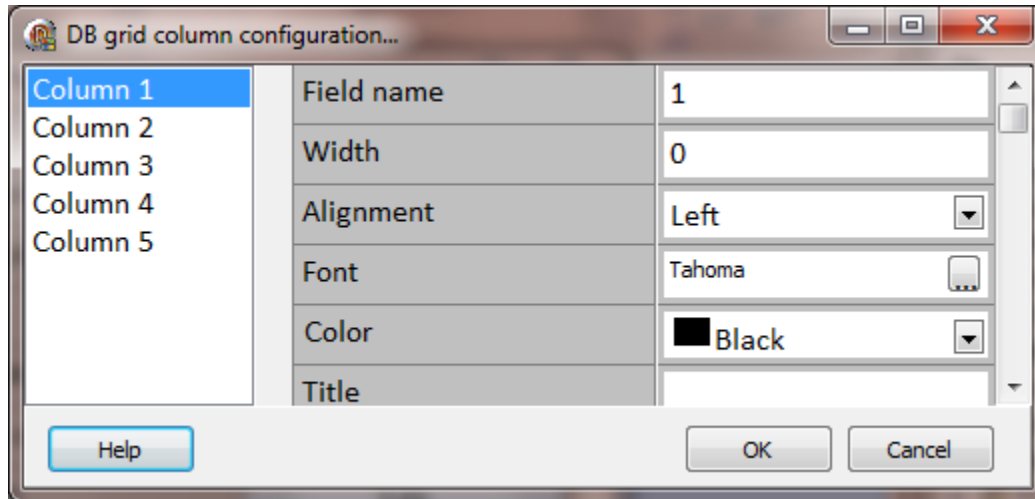 DB grid column configuration...
Column 1
Column 2
Column 3
Column 4
Column 5
Field name 1
Width 0
Alignment Left
Font Tahoma ...
Color Black
Title
Help OK Cancel